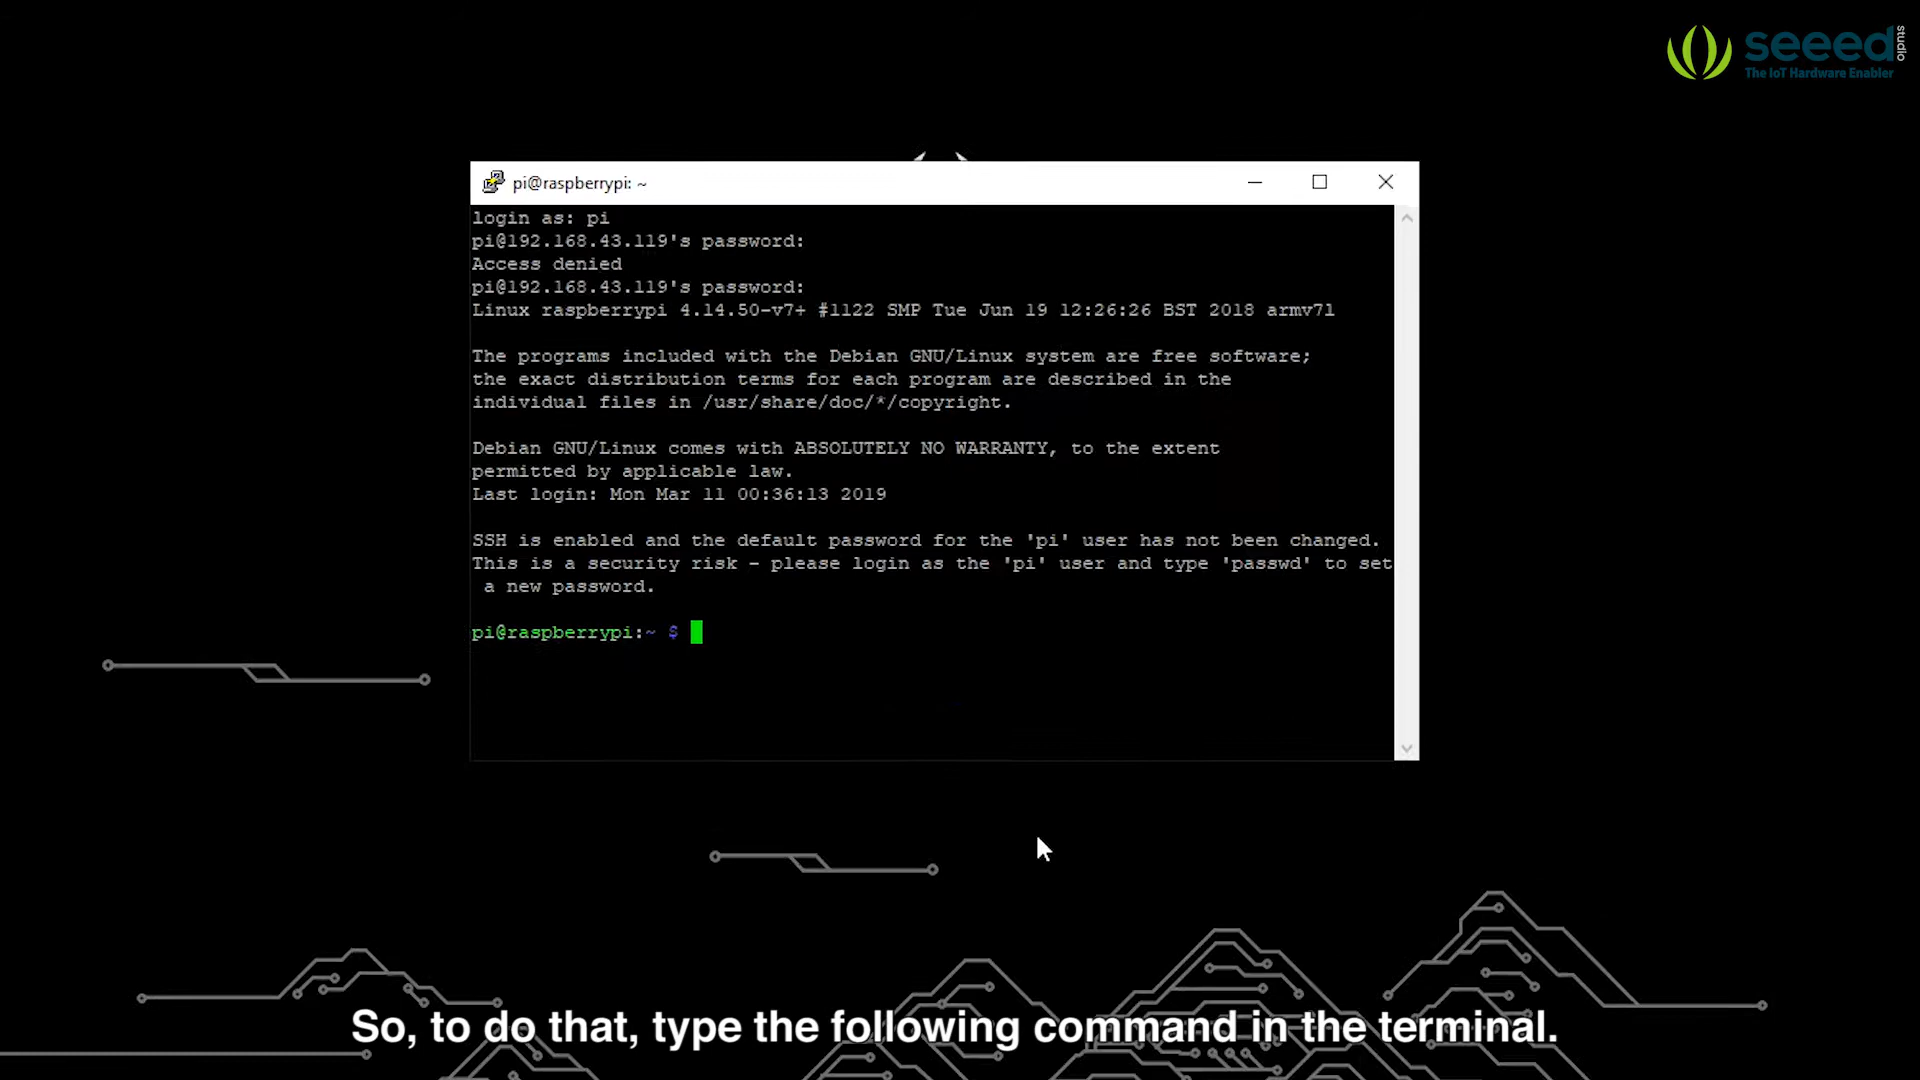 seeed studio
The IoT Hardware Enabler
pi@raspberrypi: ~
login as: pi
pi@192.168.43.119's password:
Access denied
pi@192.168.43.119's password:
Linux raspberrypi 4.14.50-v7+ #1122 SMP Tue Jun 19 12:26:26 BST 2018 armv7l
The programs included with the Debian GNU/Linux system are free software;
the exact distribution terms for each program are described in the
individual files in /usr/share/doc/*/copyright.
Debian GNU/Linux comes with ABSOLUTELY NO WARRANTY, to the extent
permitted by applicable law.
Last login: Mon Mar 11 00:36:13 2019
SSH is enabled and the default password for the 'pi' user has not been changed.
This is a security risk - please login as the 'pi' user and type 'passwd' to set
a new password.
pi@raspberrypi:~ $
So, to do that, type the following command in the terminal.